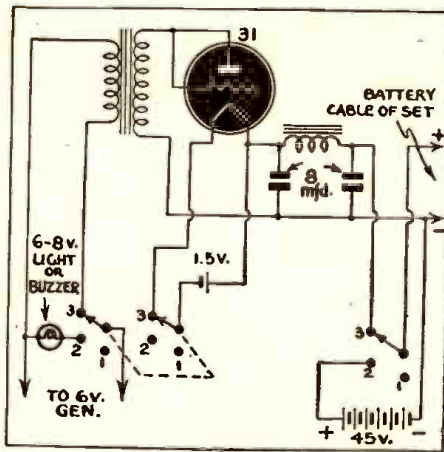 31
BATTERY
CABLE OF SET
+
-
8
mfd.
6-8v.
LIGHT
OR
BUZZER
1.5v.
3
2
1
3
2
1
3
2
1
TO 6v.
GEN.
+
45v.
-